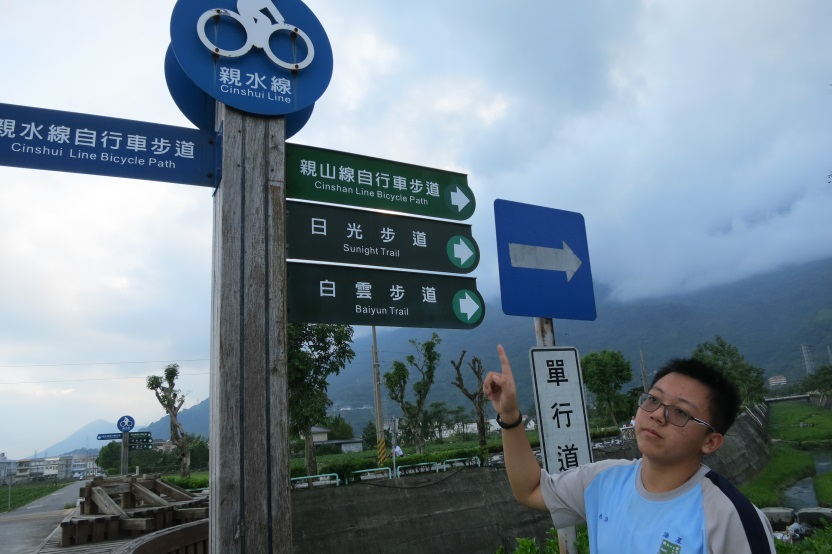 親水線
Cinshui Line
親水線自行車步道
Cinshui Line Bicycle Path
親山線自行車步道
Cinshan Line Bicycle Path
日光步道
Sunight Trail
白雲步道
Baiyun Trail
單行道